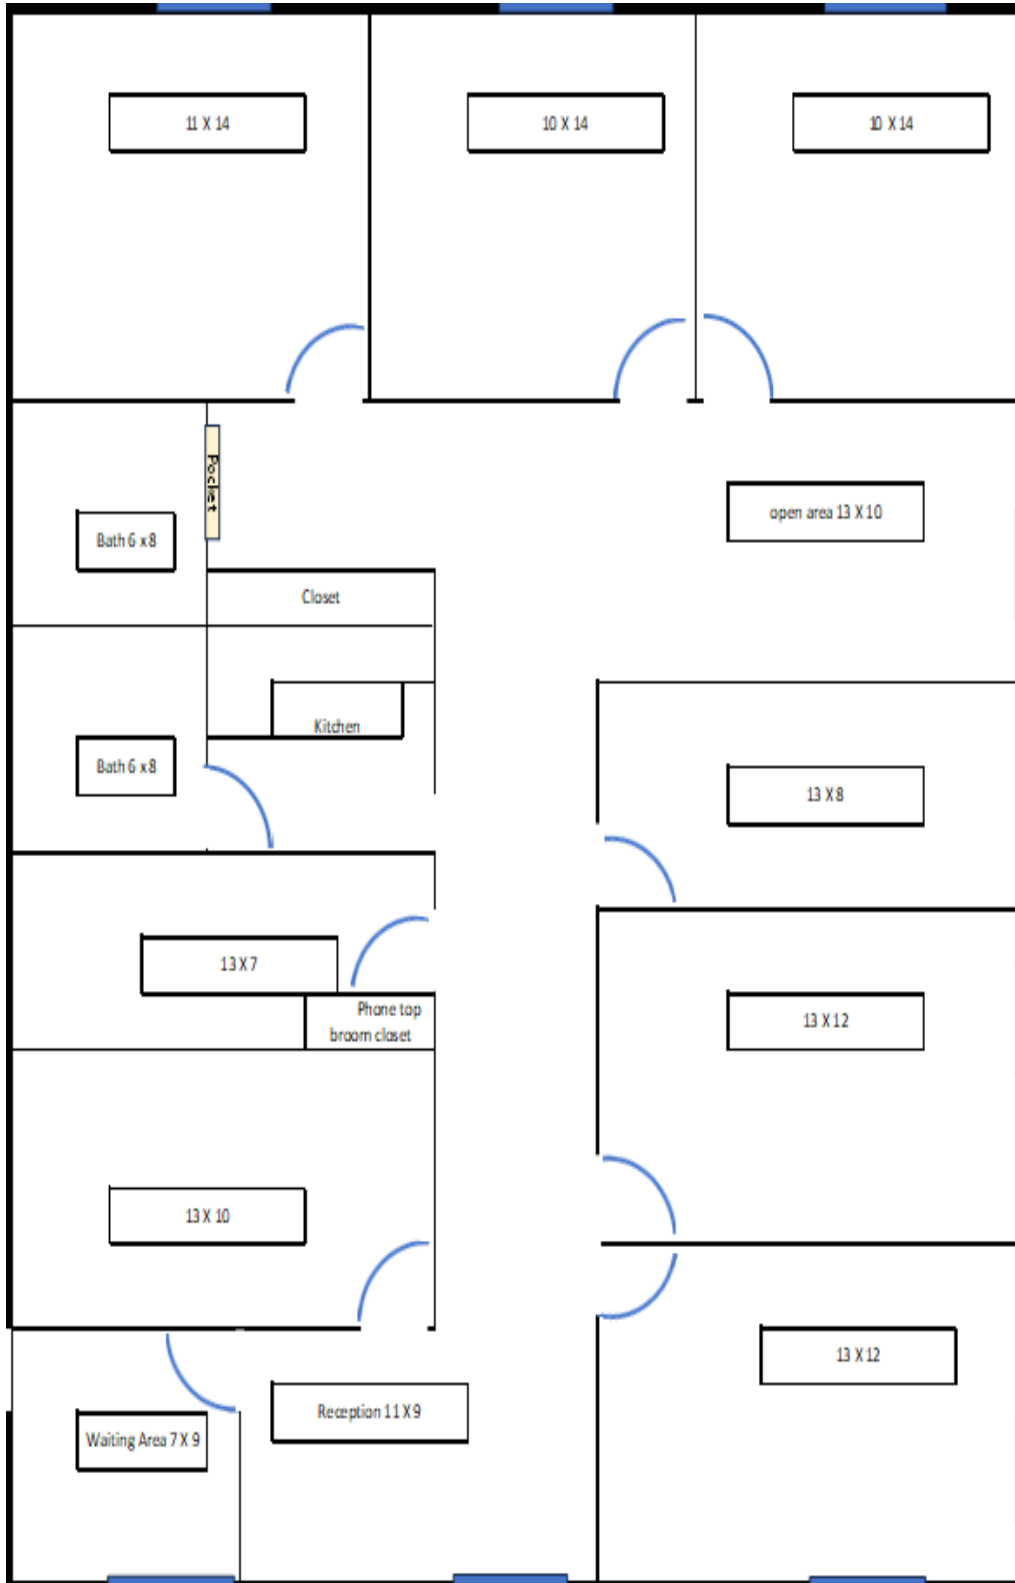 11 X 14
10 X 14
10 X 14
Pocket
open area 13 X 10
Bath 6 x 8
Closet
Kitchen
Bath 6 x 8
13 X 8
13 X 7
Phone top
broom closet
13 X 12
13 X 10
13 X 12
Reception 11 X 9
Waiting Area 7 X 9